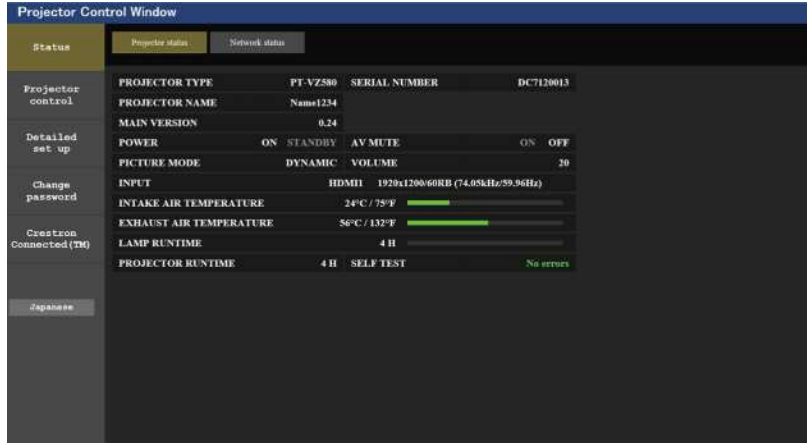 Projector Control Window
Status
Projector control
Detailed set up
Change password
Crestron Connected(TM)
Japanese
Projector status Network status
PROJECTOR TYPE PT-VZ580 SERIAL NUMBER DC7120013
PROJECTOR NAME Name1234
MAIN VERSION 0.24
POWER ON STANDBY AV MUTE ON OFF
PICTURE MODE DYNAMIC VOLUME 20
INPUT HDMI1 1920x1200/60RB (74.05kHz/59.96Hz)
INTAKE AIR TEMPERATURE 24°C / 75°F
EXHAUST AIR TEMPERATURE 56°C / 132°F
LAMP RUNTIME 4 H
PROJECTOR RUNTIME 4 H SELF TEST No errors